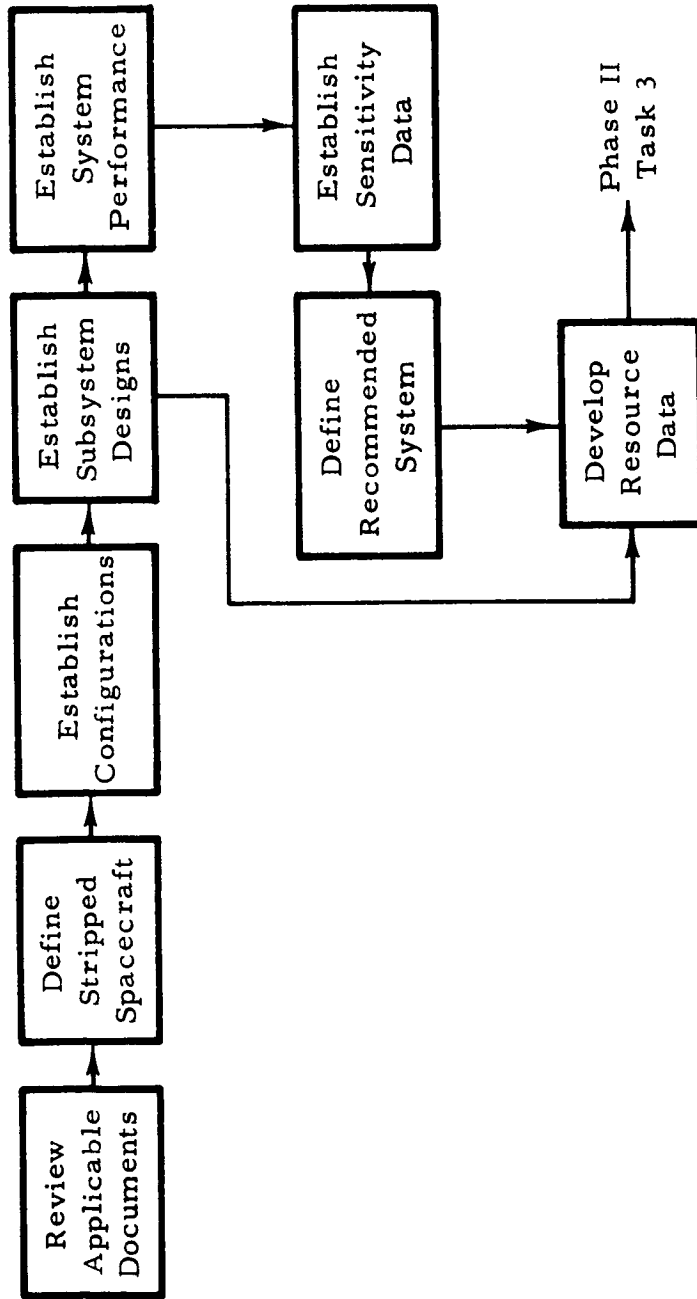 Review
Applicable
Documents
Define
Stripped
Spacecraft
Establish
Configurations
Establish
Subsystem
Designs
Establish
System
Performance
Establish
Sensitivity
Data
Define
Recommended
System
Develop
Resource
Data
Phase II
Task 3